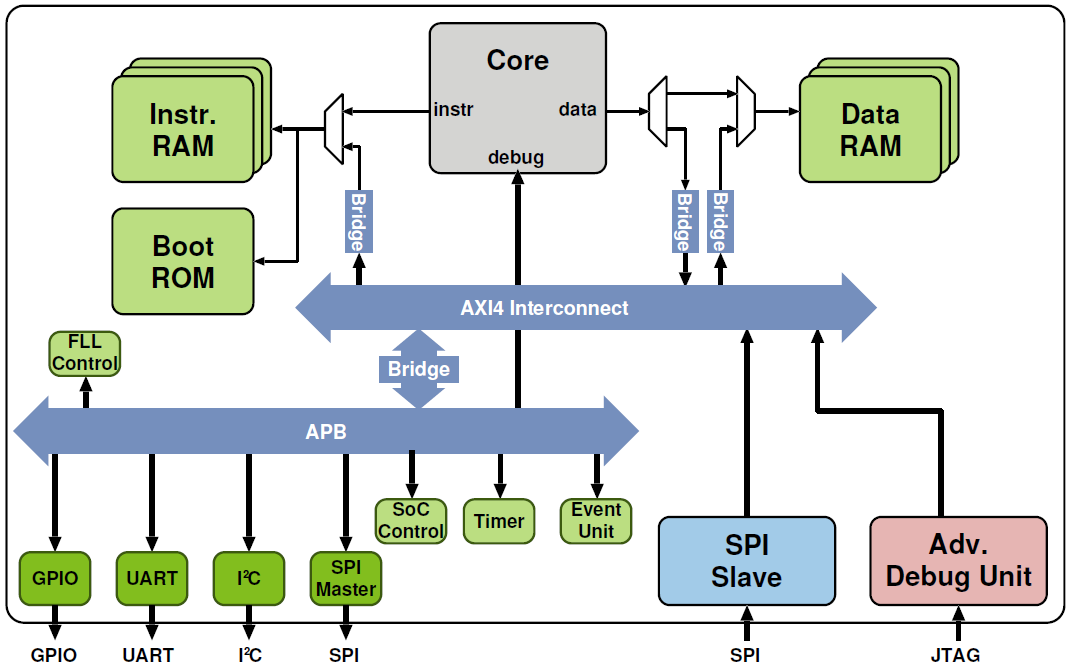 Core
instr
data
debug
Instr.
RAM
Data
RAM
Bridge
Bridge
Bridge
Boot
ROM
AXI4 Interconnect
FLL
Control
Bridge
APB
SoC
Control
Timer
Event
Unit
GPIO
UART
I²C
SPI
Master
SPI
Slave
Adv.
Debug Unit
GPIO
UART
I²C
SPI
SPI
JTAG